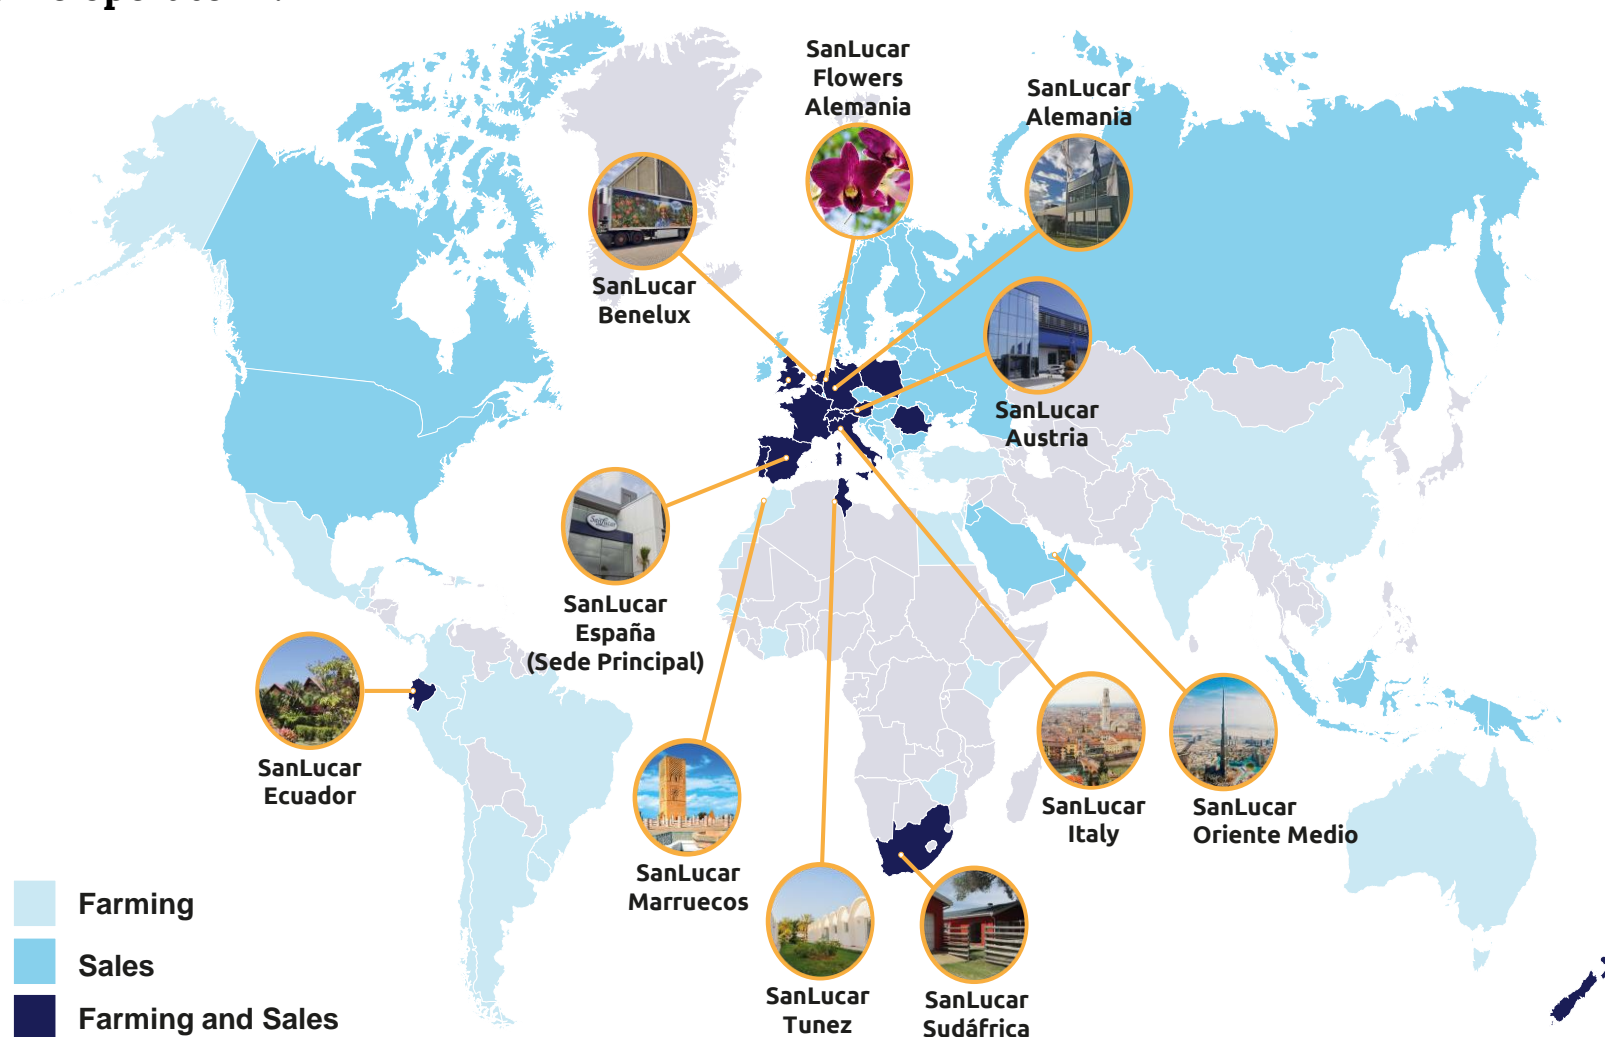 SanLucar
Flowers
Alemania
SanLucar
Alemania
SanLucar
Benelux
SanLucar
Austria
SanLucar
España
(Sede Principal)
SanLucar
Ecuador
SanLucar
Marruecos
SanLucar
Tunez
SanLucar
Sudáfrica
SanLucar
Italy
SanLucar
Oriente Medio
Farming
Sales
Farming and Sales